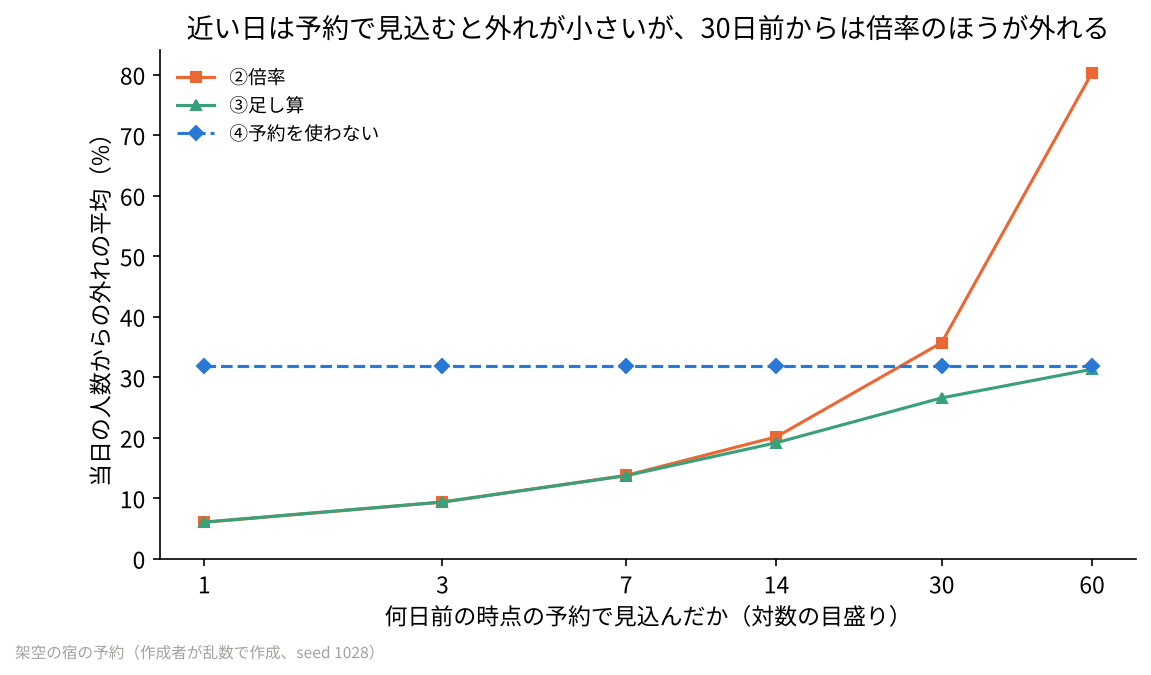 近い日は予約で見込むと外れが小さいが、30日前からは倍率のほうが外れる
②倍率
③足し算
④予約を使わない
当日の人数からの外れの平均（%）
80
70
60
50
40
30
20
10
0
1 3 7 14 30 60
何日前の時点の予約で見込んだか（対数の目盛り）
架空の宿の予約（作成者が乱数で作成、seed 1028）